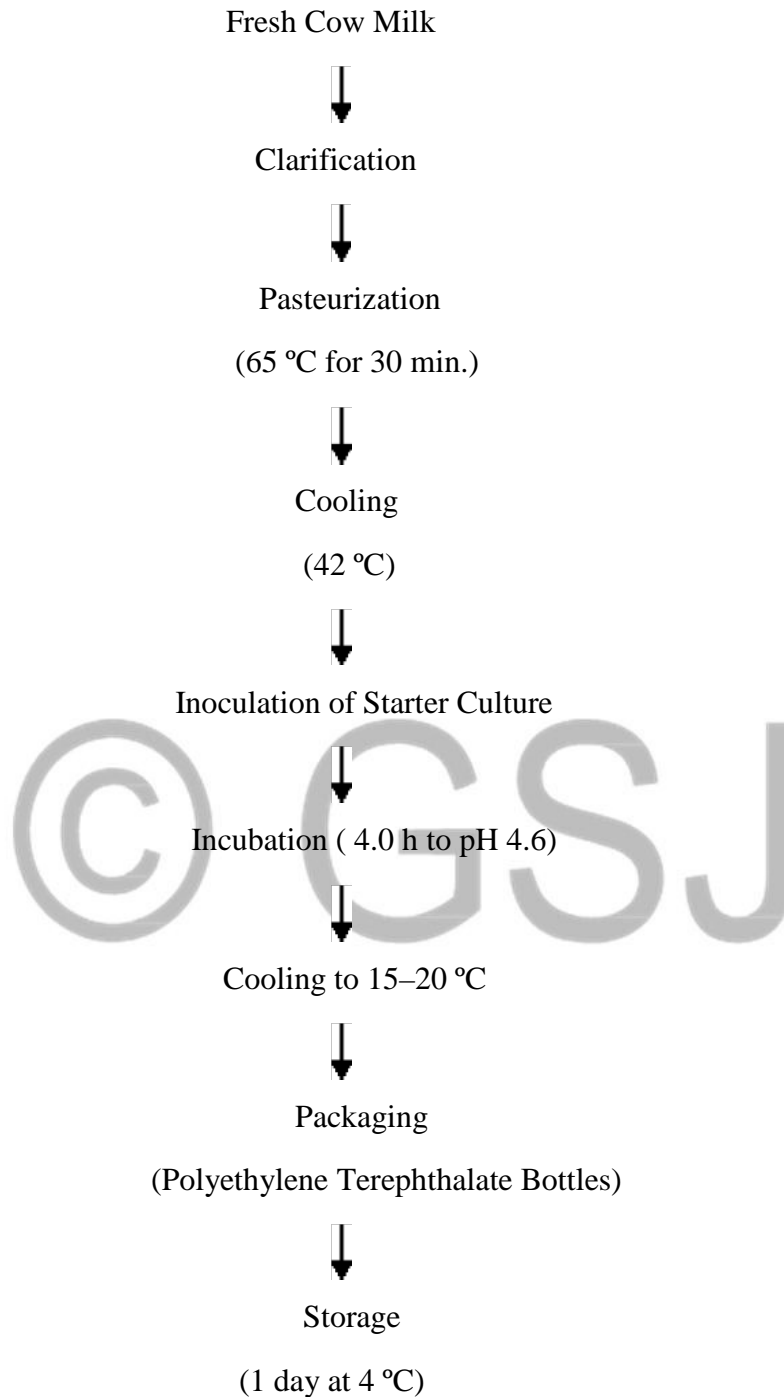 Fresh Cow Milk
Clarification
Pasteurization
(65 ºC for 30 min.)
Cooling
(42 ºC)
Inoculation of Starter Culture
© GSJ
Incubation ( 4.0 h to pH 4.6)
Cooling to 15–20 ºC
Packaging
(Polyethylene Terephthalate Bottles)
Storage
(1 day at 4 ºC)